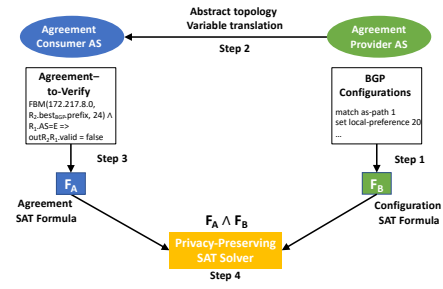 Abstract topology
Variable translation
Agreement
Consumer AS
Agreement
Provider AS
Step 2
Agreement–
to-Verify
FBM(172.217.8.0,
R₂.bestBGP.prefix, 24) ∧
R₁.AS=E =>
outR₂R₁.valid = false
BGP
Configurations
match as-path 1
set local-preference 20
...
Step 3
Step 1
FA
FB
Agreement
SAT Formula
FA ∧ FB
Configuration
SAT Formula
Privacy-Preserving
SAT Solver
Step 4